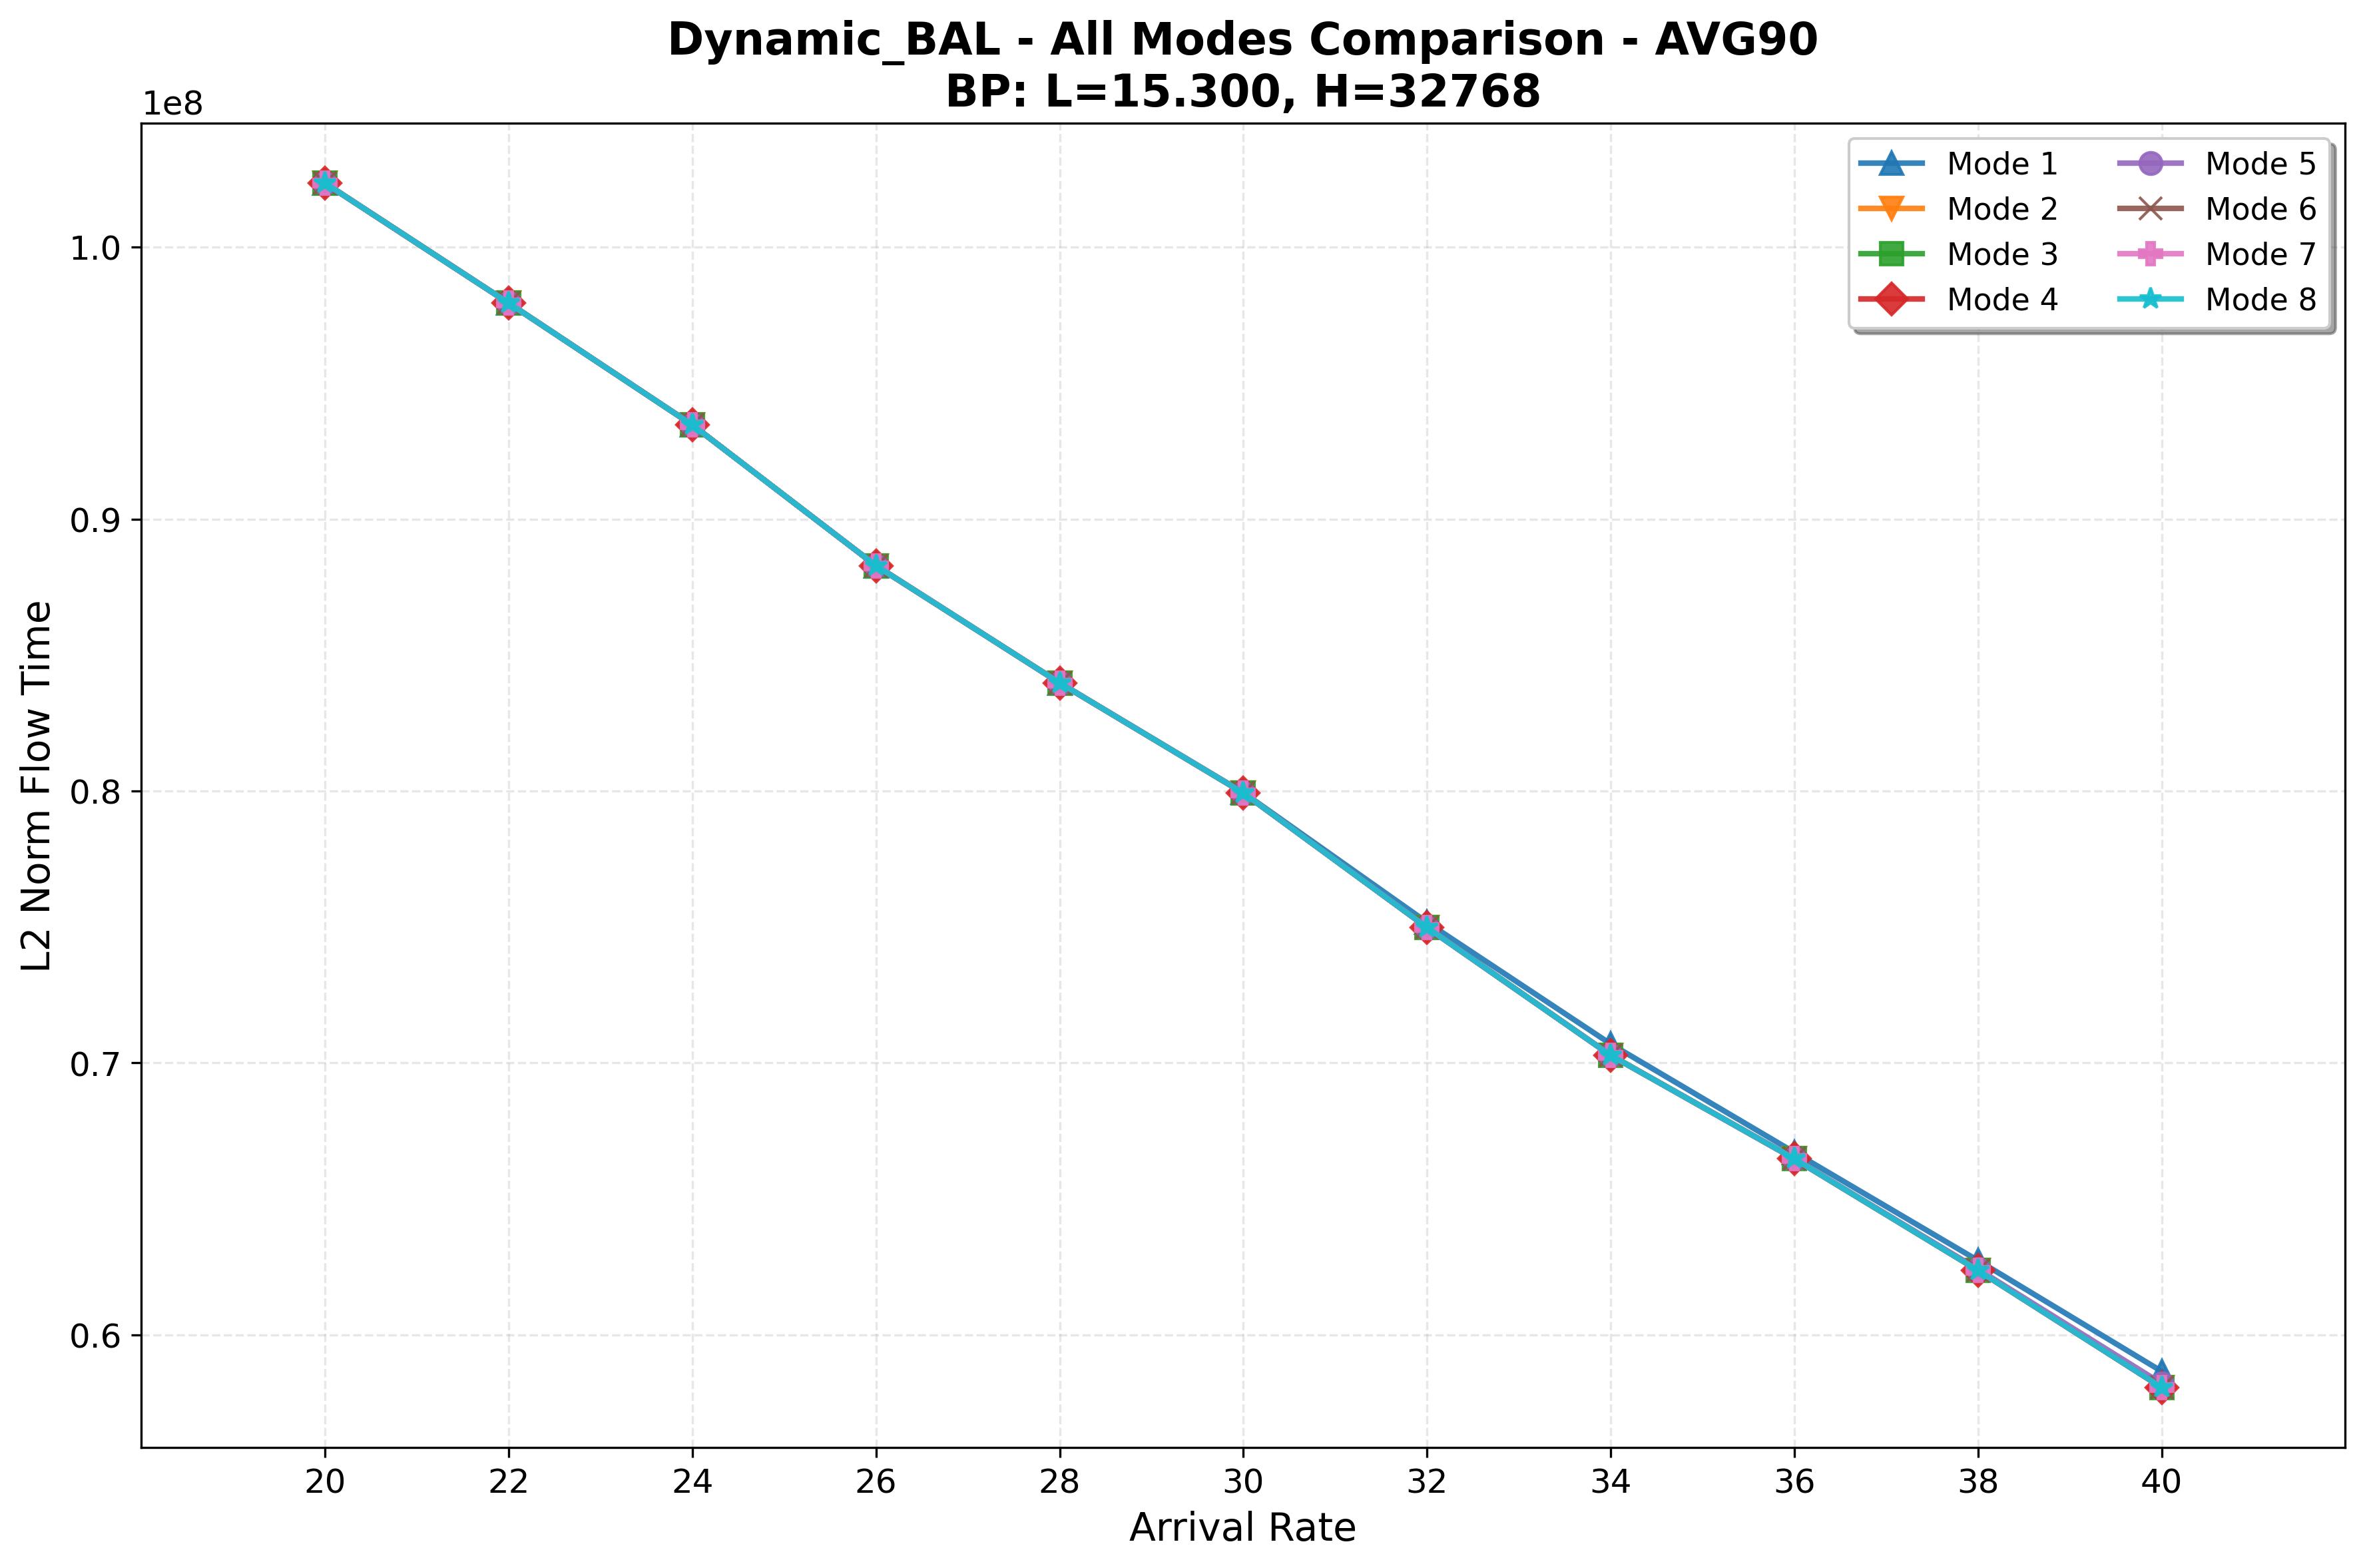 Dynamic_BAL - All Modes Comparison - AVG90
BP: L=15.300, H=32768
1e8
Mode 1
Mode 2
Mode 3
Mode 4
Mode 5
Mode 6
Mode 7
Mode 8
L2 Norm Flow Time
1.0
0.9
0.8
0.7
0.6
20 22 24 26 28 30 32 34 36 38 40
Arrival Rate